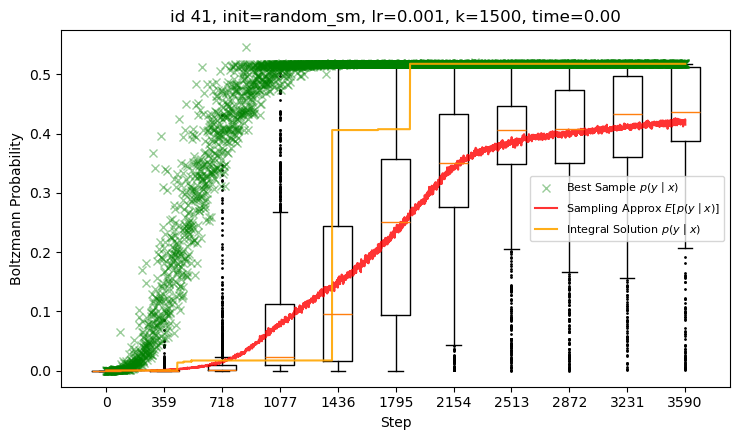 id 41, init=random_sm, lr=0.001, k=1500, time=0.00
Boltzmann Probability
0.5
0.4
0.3
0.2
0.1
0.0
Best Sample p(y | x)
Sampling Approx E[p(y | x)]
Integral Solution p(y | x)
0 359 718 1077 1436 1795 2154 2513 2872 3231 3590
Step